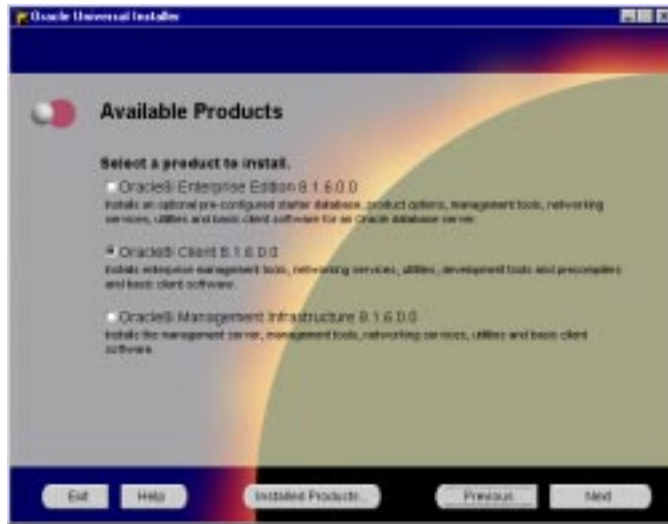 Oracle Universal Installer
Available Products
Select a product to install.
Oracle8i Enterprise Edition 8.1.6.0.0
Installs an optional pre-configured starter database, product options, management tools, networking
services, utilities and basic client software for an Oracle database server.
Oracle8i Client 8.1.6.0.0
Installs enterprise management tools, networking services, utilities, development tools and precompilers
and basic client software.
Oracle8i Management Infrastructure 8.1.6.0.0
Installs the management server, management tools, networking services, utilities and basic client
software.
Exit
Help
Installed Products...
Previous
Next